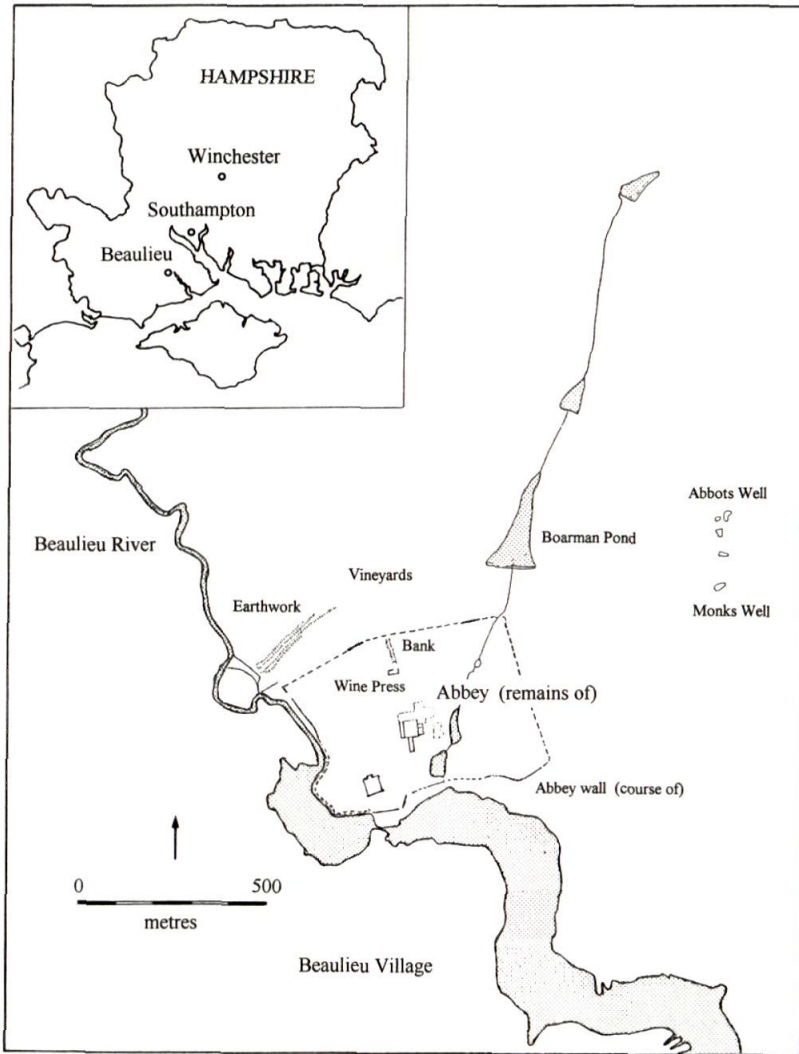 HAMPSHIRE
Winchester
Southampton
Beaulieu
Abbots Well
Beaulieu River
Boarman Pond
Vineyards
Earthwork
Monks Well
Bank
Wine Press
Abbey (remains of)
Abbey wall (course of)
0 500
metres
Beaulieu Village